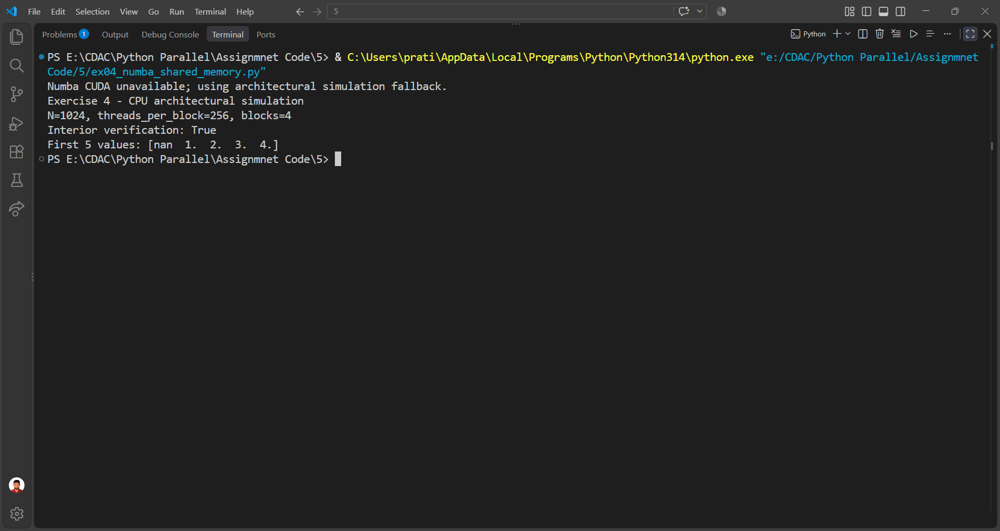 File Edit Selection View Go Run Terminal Help
5
Problems 1 Output Debug Console Terminal Ports
Python
PS E:\CDAC\Python Parallel\Assignmnet Code\5> & C:\Users\prati\AppData\Local\Programs\Python\Python314\python.exe "e:/CDAC/Python Parallel/Assignmnet
Code/5/ex04_numba_shared_memory.py"
Numba CUDA unavailable; using architectural simulation fallback.
Exercise 4 - CPU architectural simulation
N=1024, threads_per_block=256, blocks=4
Interior verification: True
First 5 values: [nan  1.  2.  3.  4.]
PS E:\CDAC\Python Parallel\Assignmnet Code\5>